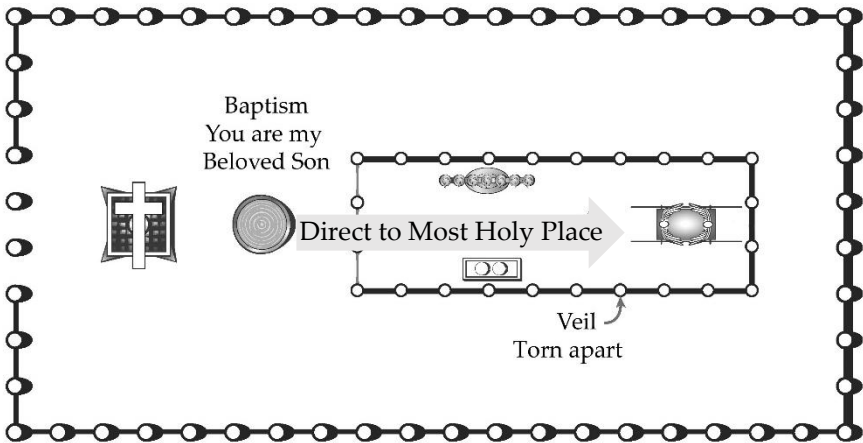 Baptism
You are my
Beloved Son
Direct to Most Holy Place
Veil
Torn apart